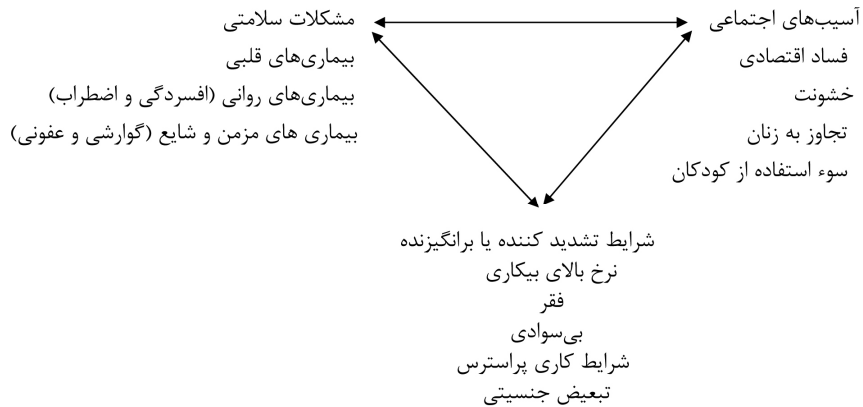 آسیب‌های اجتماعی
فساد اقتصادی
خشونت
تجاوز به زنان
سوء استفاده از کودکان
مشکلات سلامتی
بیماری‌های قلبی
بیماری‌های روانی (افسردگی و اضطراب)
بیماری های مزمن و شایع (گوارشی و عفونی)
شرایط تشدید کننده یا برانگیزنده
نرخ بالای بیکاری
فقر
بی‌سوادی
شرایط کاری پراسترس
تبعیض جنسیتی